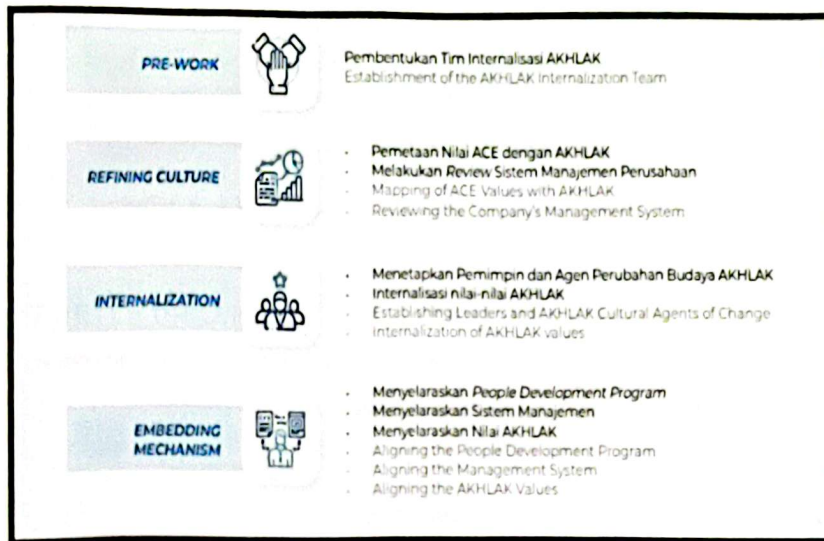 PRE-WORK
Pembentukan Tim Internalisasi AKHLAK
Establishment of the AKHLAK Internalization Team
REFINING CULTURE
· Pemetaan Nilai ACE dengan AKHLAK
· Melakukan Review Sistem Manajemen Perusahaan
· Mapping of ACE Values with AKHLAK
· Reviewing the Company's Management System
INTERNALIZATION
· Menetapkan Pemimpin dan Agen Perubahan Budaya AKHLAK
· Internalisasi nilai-nilai AKHLAK
· Establishing Leaders and AKHLAK Cultural Agents of Change
· Internalization of AKHLAK values
EMBEDDING
MECHANISM
· Menyelaraskan People Development Program
· Menyelaraskan Sistem Manajemen
· Menyelaraskan Nilai AKHLAK
· Aligning the People Development Program
· Aligning the Management System
· Aligning the AKHLAK Values